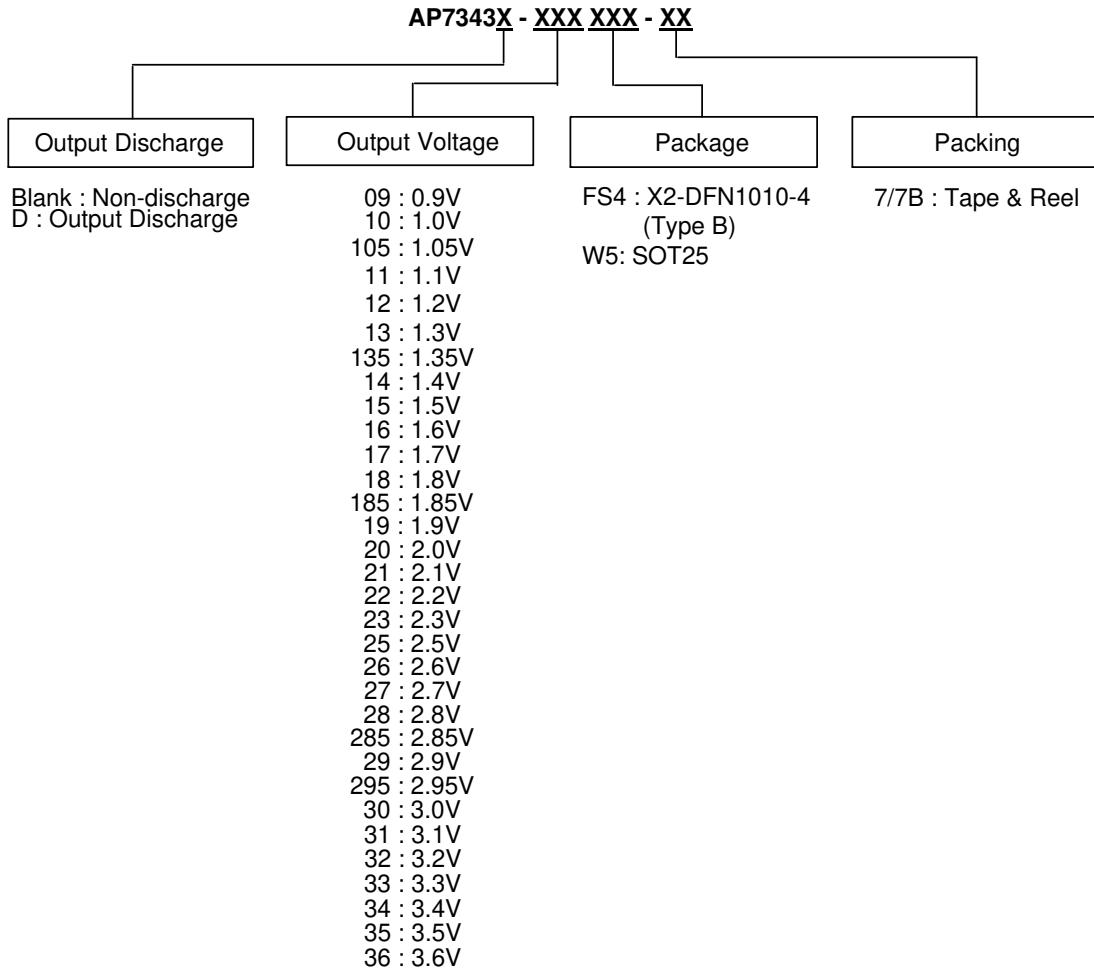 AP7343X - XXX XXX - XX
Output Discharge
Blank : Non-discharge
D : Output Discharge
Output Voltage
09 : 0.9V
10 : 1.0V
105 : 1.05V
11 : 1.1V
12 : 1.2V
13 : 1.3V
135 : 1.35V
14 : 1.4V
15 : 1.5V
16 : 1.6V
17 : 1.7V
18 : 1.8V
185 : 1.85V
19 : 1.9V
20 : 2.0V
21 : 2.1V
22 : 2.2V
23 : 2.3V
25 : 2.5V
26 : 2.6V
27 : 2.7V
28 : 2.8V
285 : 2.85V
29 : 2.9V
295 : 2.95V
30 : 3.0V
31 : 3.1V
32 : 3.2V
33 : 3.3V
34 : 3.4V
35 : 3.5V
36 : 3.6V
Package
FS4 : X2-DFN1010-4
(Type B)
W5: SOT25
Packing
7/7B : Tape & Reel